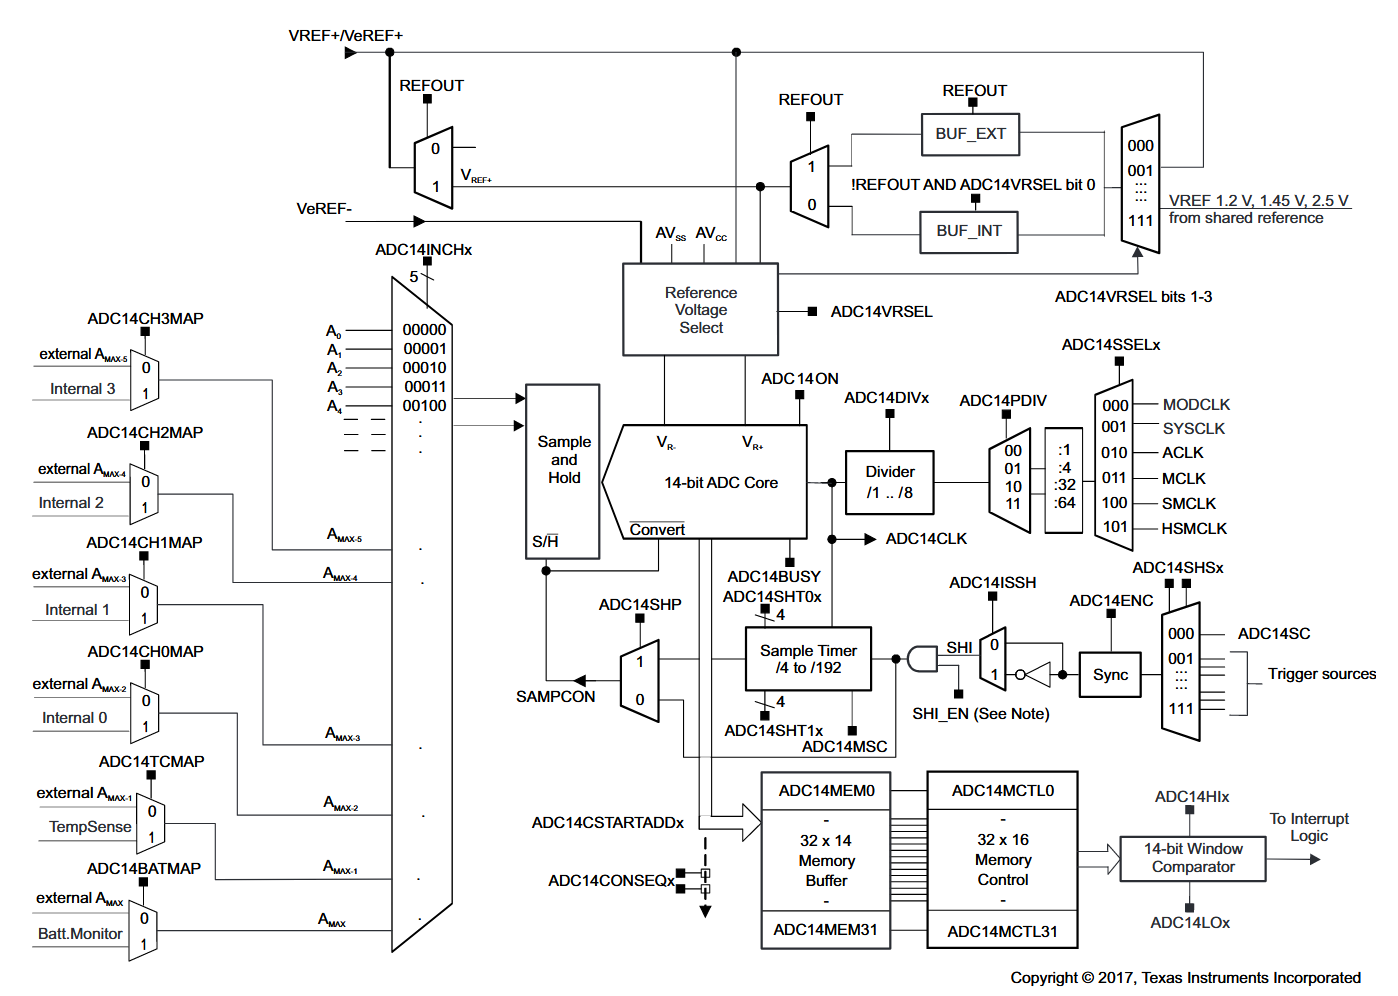 VREF+/VeREF+
REFOUT
0
1
VREF+
REFOUT
1
0
REFOUT
BUF_EXT
!REFOUT AND ADC14VRSEL bit 0
BUF_INT
000
001
...
...
111
VREF 1.2 V, 1.45 V, 2.5 V
from shared reference
ADC14VRSEL bits 1-3
VeREF-
AVSS
AVCC
Reference
Voltage
Select
ADC14VRSEL
ADC14INCHx
5
A0
00000
A1
00001
A2
00010
A3
00011
A4
00100
ADC14CH3MAP
external AMAX-5
0
Internal 3
1
ADC14CH2MAP
external AMAX-4
0
Internal 2
1
ADC14CH1MAP
external AMAX-3
0
Internal 1
1
ADC14CH0MAP
external AMAX-2
0
Internal 0
1
ADC14TCMAP
external AMAX-1
0
TempSense
1
ADC14BATMAP
external AMAX
0
Batt.Monitor
1
AMAX-5
AMAX-4
AMAX-3
AMAX-2
AMAX-1
AMAX
Sample
and
Hold
S/H
ADC14ON
VR-
VR+
14-bit ADC Core
Convert
ADC14BUSY
ADC14DIVx
Divider
/1 .. /8
ADC14CLK
ADC14PDIV
00
01
10
11
:1
:4
:32
:64
ADC14SSELx
000
MODCLK
001
SYSCLK
010
ACLK
011
MCLK
100
SMCLK
101
HSMCLK
ADC14SHP
1
0
SAMPCON
ADC14SHT0x
4
Sample Timer
/4 to /192
4
ADC14SHT1x
ADC14MSC
SHI
SHI_EN (See Note)
ADC14ISSH
0
1
ADC14ENC
Sync
ADC14SHSx
000
ADC14SC
001
...
...
111
Trigger sources
ADC14CSTARTADDx
ADC14CONSEQx
ADC14MEM0
-
32 x 14
Memory
Buffer
-
ADC14MEM31
ADC14MCTL0
-
32 x 16
Memory
Control
-
ADC14MCTL31
ADC14HIx
14-bit Window
Comparator
ADC14LOx
To Interrupt
Logic
Copyright © 2017, Texas Instruments Incorporated